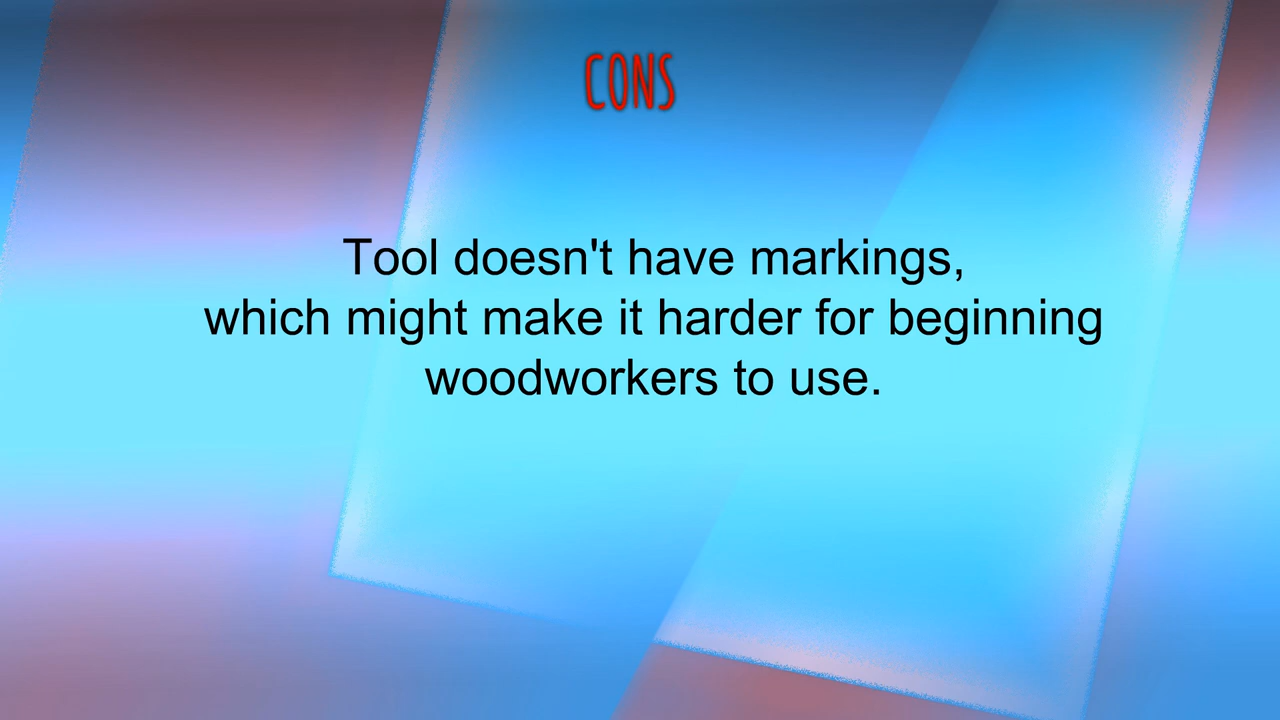 CONS
Tool doesn't have markings,
which might make it harder for beginning
woodworkers to use.